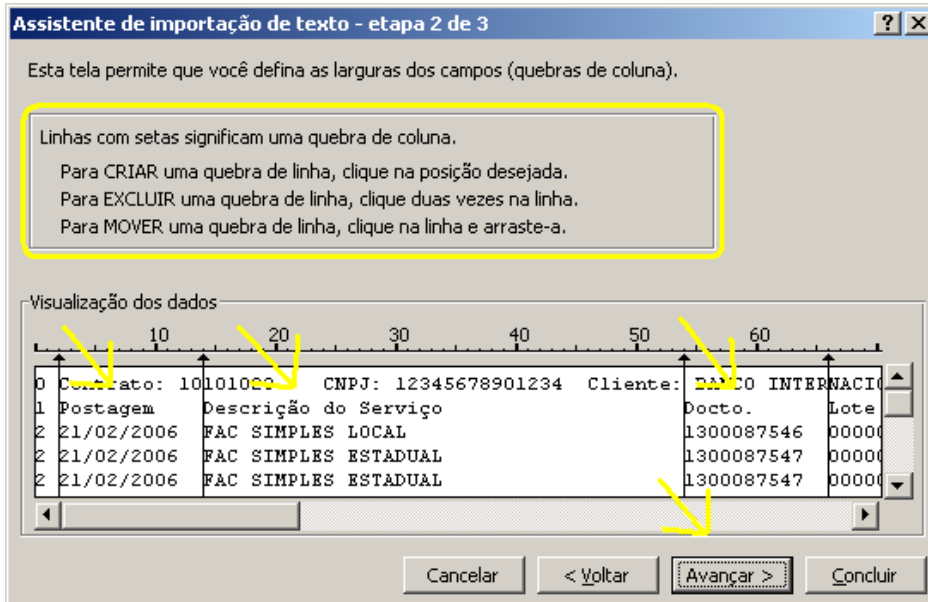 Assistente de importação de texto - etapa 2 de 3
Esta tela permite que você defina as larguras dos campos (quebras de coluna).
Linhas com setas significam uma quebra de coluna.
Para CRIAR uma quebra de linha, clique na posição desejada.
Para EXCLUIR uma quebra de linha, clique duas vezes na linha.
Para MOVER uma quebra de linha, clique na linha e arraste-a.
Visualização dos dados
10 20 30 40 50 60
0 Contrato: CNPJ: 12345678901234 Cliente: BANCO
1 Postagem Descrição do Serviço Docto. Lote
2 21/02/2006 FAC SIMPLES LOCAL 1300087546 0000
2 21/02/2006 FAC SIMPLES ESTADUAL 1300087547 0000
2 21/02/2006 FAC SIMPLES ESTADUAL 1300087547 0000
Cancelar < Voltar Avançar > Concluir